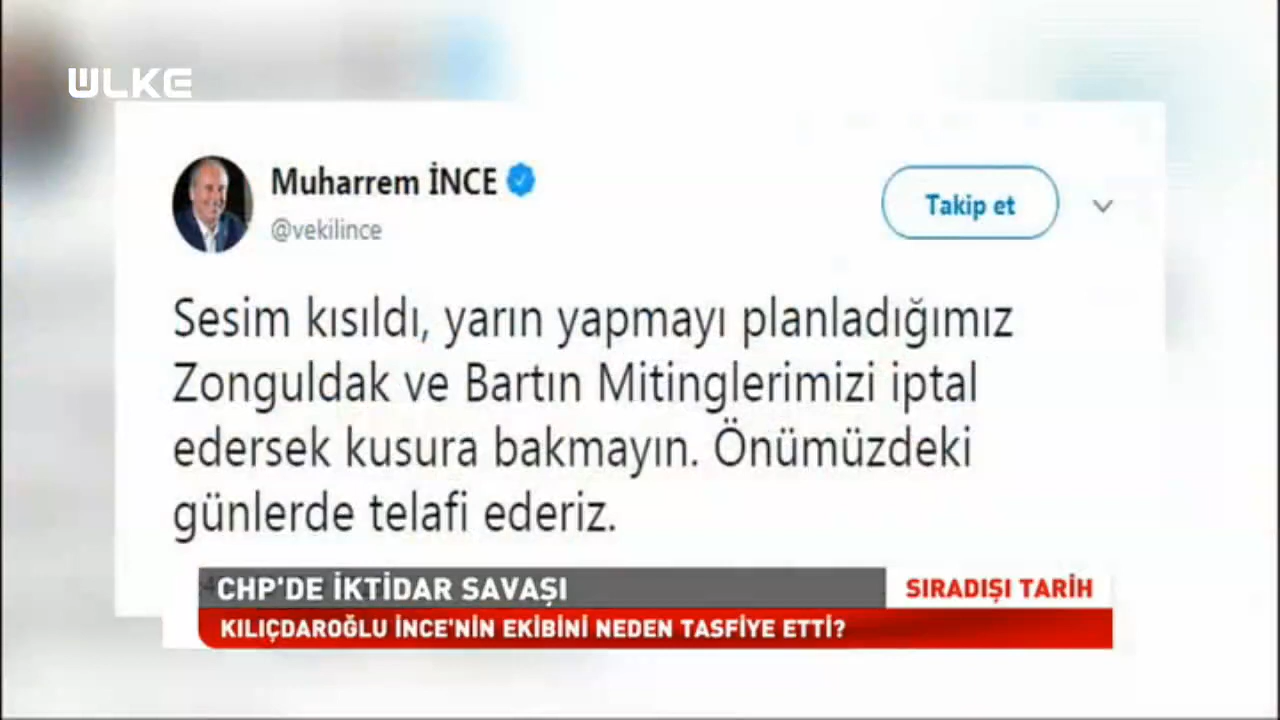 ÜLKE
Muharrem İNCE
@vekilince
Takip et
Sesim kısıldı, yarın yapmayı planladığımız
Zonguldak ve Bartın Mitinglerimizi iptal
edersek kusura bakmayın. Önümüzdeki
günlerde telafi ederiz.
CHP'DE İKTİDAR SAVAŞI
SIRADIŞI TARİH
KILIÇDAROĞLU İNCE'NİN EKİBİNİ NEDEN TASFİYE ETTİ?